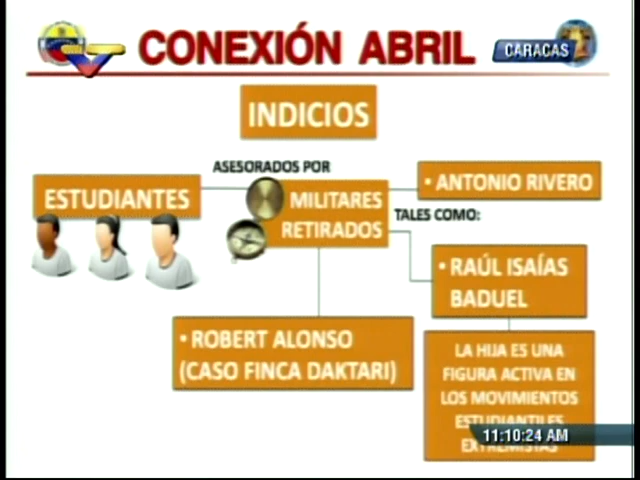 CONEXIÓN ABRIL
CARACAS
INDICIOS
ASESORADOS POR
ESTUDIANTES
MILITARES
RETIRADOS
• ANTONIO RIVERO
TALES COMO:
• RAÚL ISAÍAS
BADUEL
• ROBERT ALONSO
(CASO FINCA DAKTARI)
LA HIJA ES UNA
FIGURA ACTIVA EN
LOS MOVIMIENTOS
ESTUDIANTILES
EXTREMISTAS
11:10:24 AM